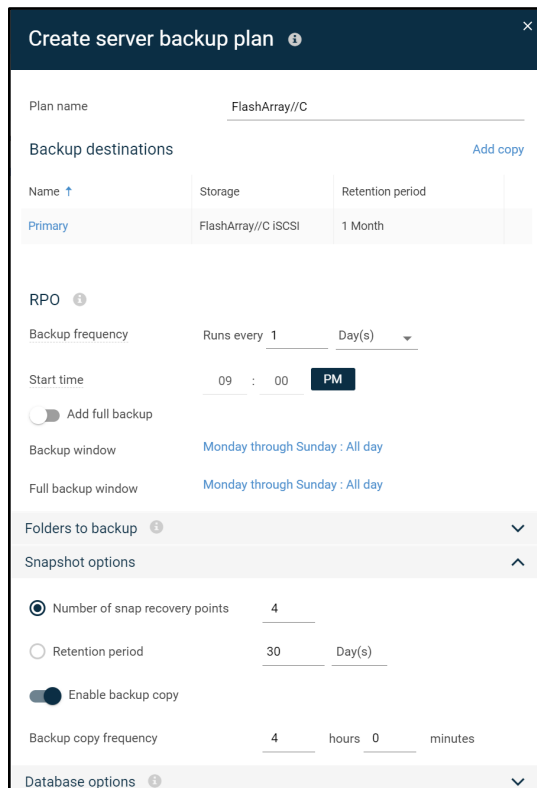 Create server backup plan
Plan name FlashArray//C
Backup destinations Add copy
Name ↑ Storage Retention period
Primary FlashArray//C iSCSI 1 Month
RPO
Backup frequency Runs every 1 Day(s)
Start time 09 : 00 PM
Add full backup
Backup window Monday through Sunday : All day
Full backup window Monday through Sunday : All day
Folders to backup
Snapshot options
Number of snap recovery points 4
Retention period 30 Day(s)
Enable backup copy
Backup copy frequency 4 hours 0 minutes
Database options